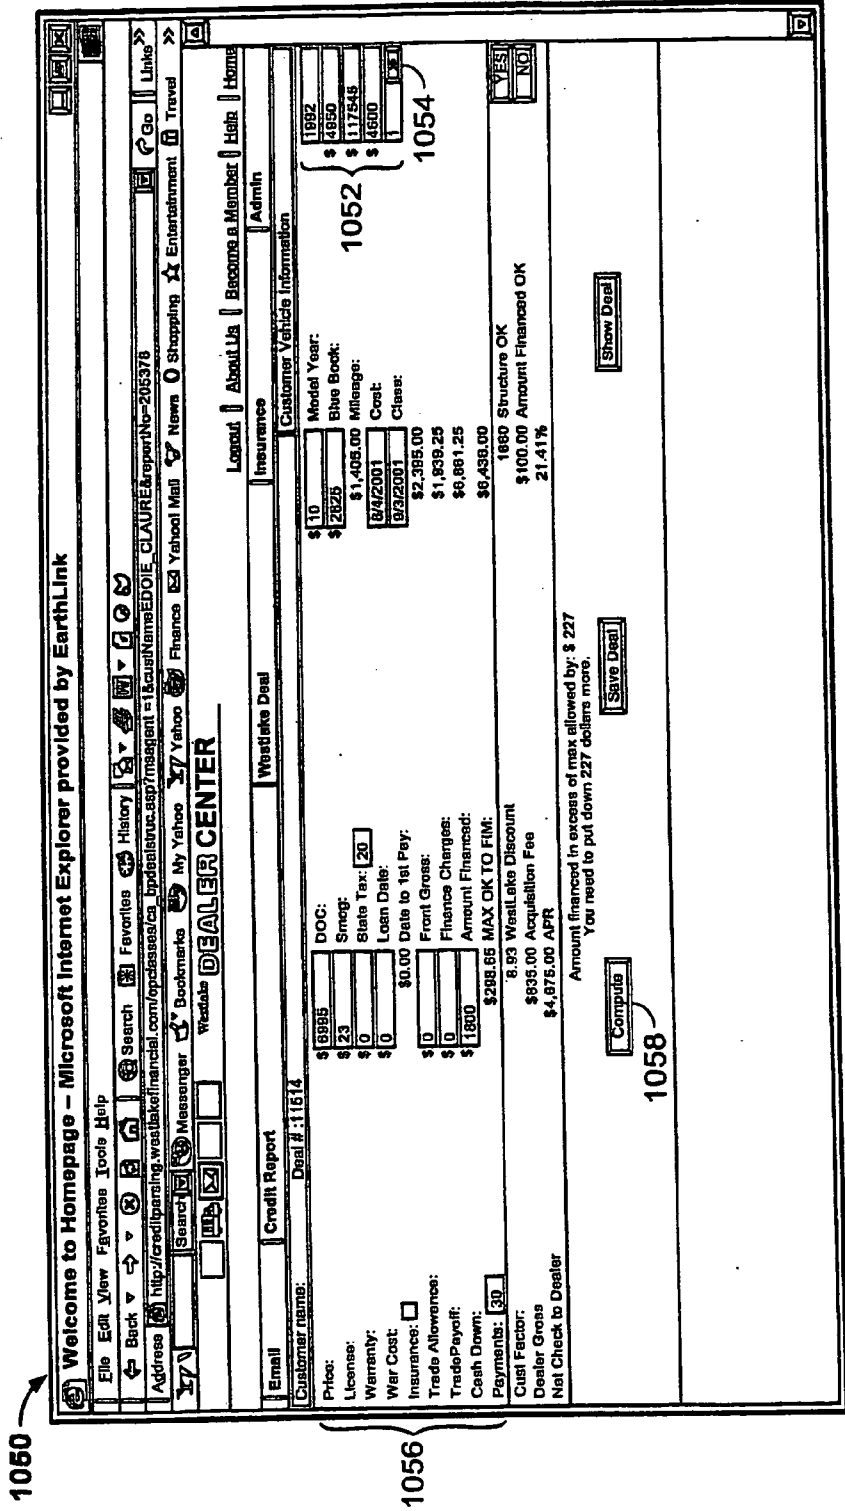 1050
Welcome to Homepage – Microsoft Internet Explorer provided by EarthLink
File Edit View Favorites Tools Help
Back Search Favorites History
Address http://creditparsing.westlakefinancial.com/opclasses/ca_bpdealstruc.asp?msagent =1&custNameEDOIE_CLAURE&reportNo=205378 Go Links >>
Y! Search Messenger Bookmarks My Yahoo Y! Yahoo Finance Yahoo! Mail News Shopping Entertainment Travel >>
Westlake DEALER CENTER
Logout | About Us | Become a Member | Help | Home
Email Credit Report Westlake Deal Insurance Admin
Customer name: Deal # :11514 Customer Vehicle Information
Price: $ 6995 DOC: $ 10 Model Year: 1992
License: $ 23 Smog: $ 2825 Blue Book: $ 4950
Warranty: $ 0 State Tax: 20 $1,405.00 Mileage: $ 117545
War Cost: $ 0 Loan Date: 8/4/2001 Cost: $ 4600
Insurance: $0.00 Date to 1st Pay: 9/3/2001 Class: 1
Trade Allowance: $ 0 Front Gross: $2,395.00
TradePayoff: $ 0 Finance Charges: $1,939.25
Cash Down: $ 1800 Amount Financed: $6,661.25
Payments: 30 $298.65 MAX OK TO FIM: $6,438.00 YES
Cust Factor: 8.93 WestLake Discount 1680 Structure OK NO
Dealer Gross $635.00 Acquisition Fee $100.00 Amount Financed OK
Net Check to Dealer $4,675.00 APR 21.41%
Amount financed in excess of max allowed by: $ 227
You need to put down 227 dollars more.
Compute Save Deal Show Deal
1052
1054
1056
1058